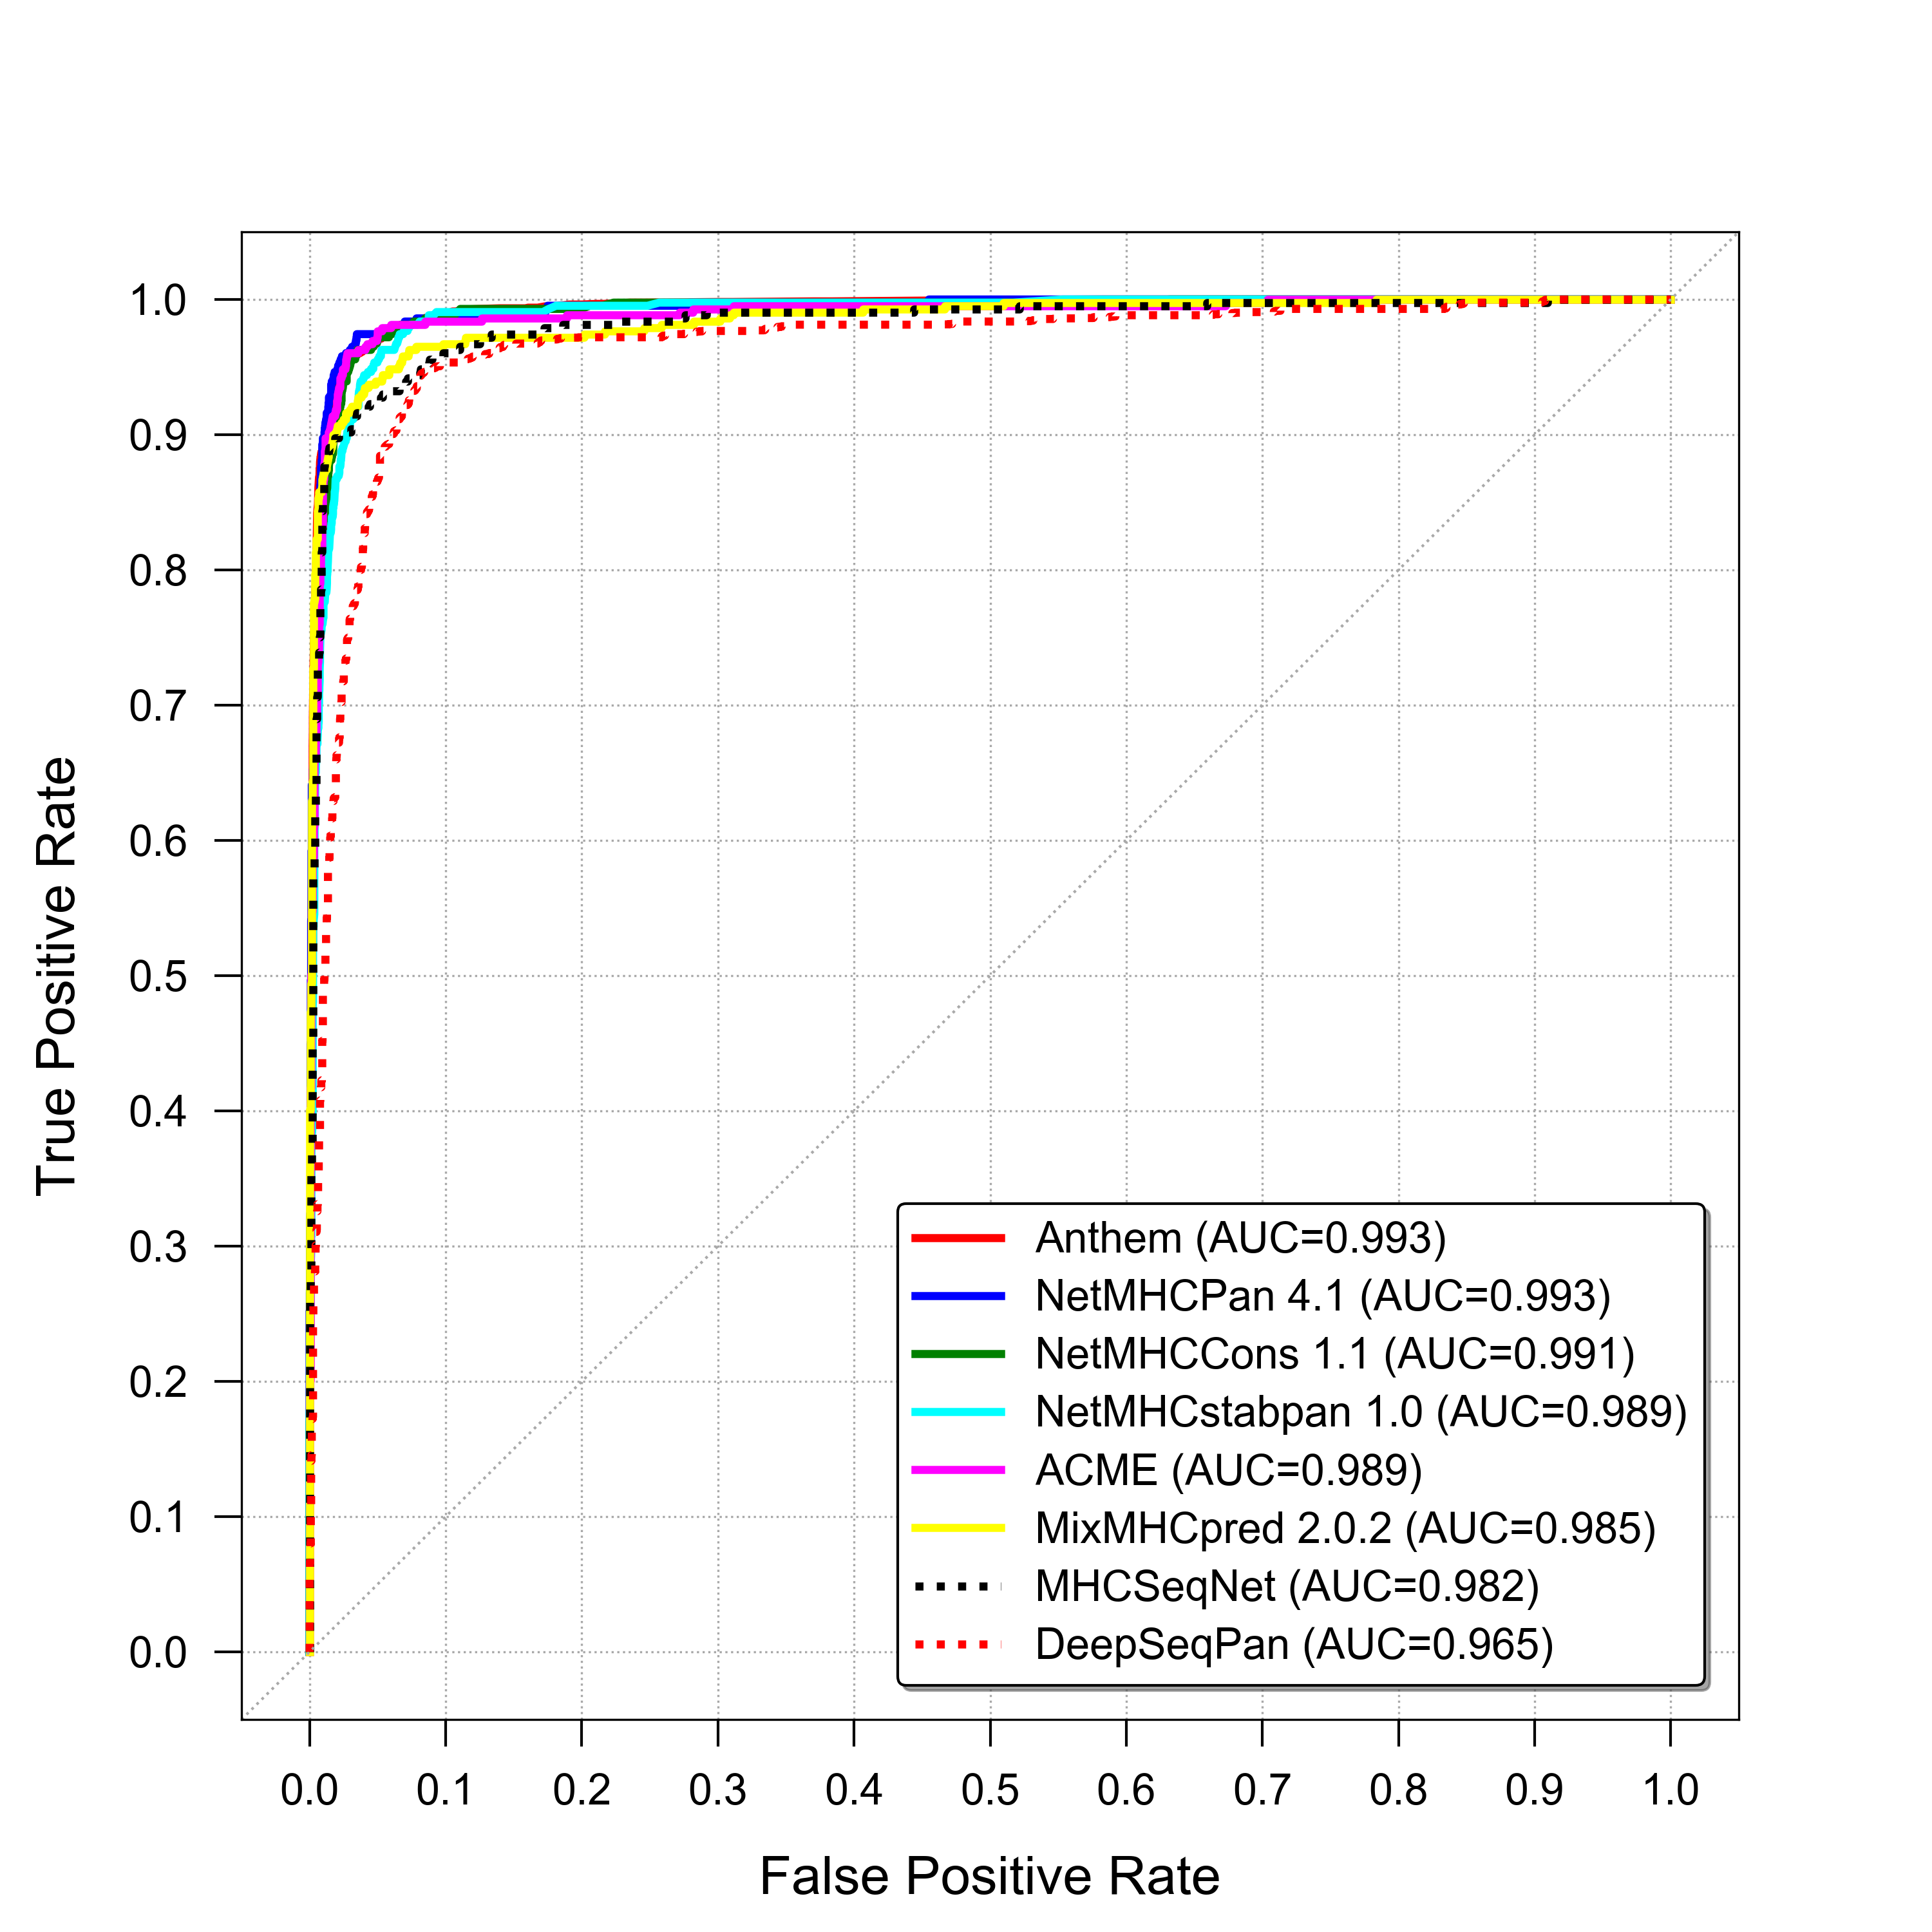 1.0
0.9
0.8
0.7
0.6
0.5
0.4
0.3
0.2
0.1
0.0
True Positive Rate
Anthem (AUC=0.993)
NetMHCPan 4.1 (AUC=0.993)
NetMHCCons 1.1 (AUC=0.991)
NetMHCstabpan 1.0 (AUC=0.989)
ACME (AUC=0.989)
MixMHCpred 2.0.2 (AUC=0.985)
MHCSeqNet (AUC=0.982)
DeepSeqPan (AUC=0.965)
0.0 0.1 0.2 0.3 0.4 0.5 0.6 0.7 0.8 0.9 1.0
False Positive Rate